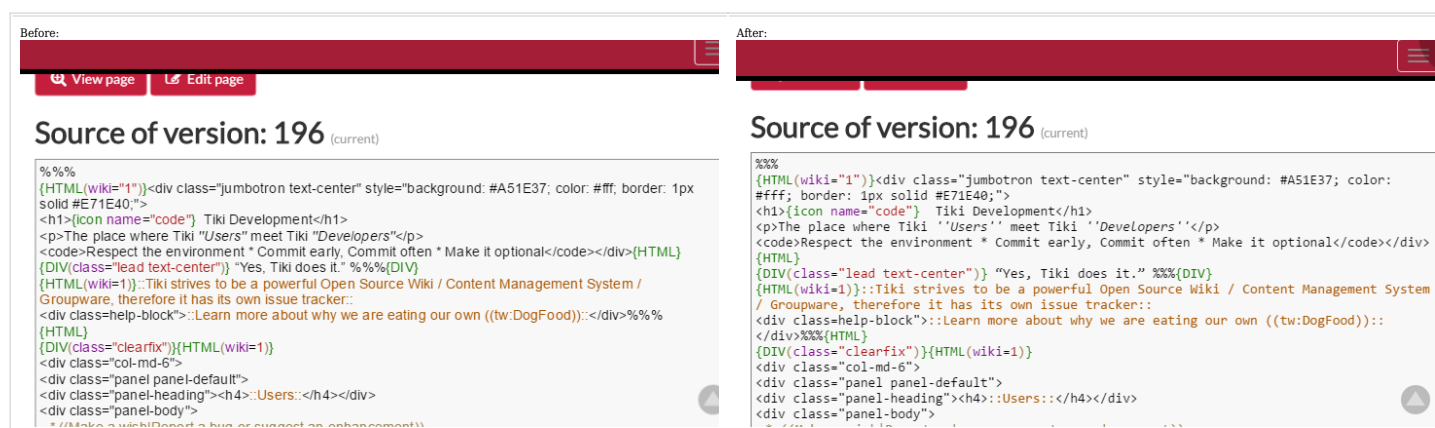 Before:
View page Edit page
Source of version: 196 (current)
%%%
{HTML(wiki="1")}<div class="jumbotron text-center" style="background: #A51E37; color: #fff; border: 1px
solid #E71E40;">
<h1>{icon name="code"} Tiki Development</h1>
<p>The place where Tiki ''Users'' meet Tiki ''Developers''</p>
<code>Respect the environment * Commit early, Commit often * Make it optional</code></div>{HTML}
{DIV(class="lead text-center")} “Yes, Tiki does it.” %%%{DIV}
{HTML(wiki=1)}::Tiki strives to be a powerful Open Source Wiki / Content Management System /
Groupware, therefore it has its own issue tracker::
<div class=help-block">::Learn more about why we are eating our own ((tw:DogFood))::</div>%%%
{HTML}
{DIV(class="clearfix")}{HTML(wiki=1)}
<div class="col-md-6">
<div class="panel panel-default">
<div class="panel-heading"><h4>::Users::</h4></div>
<div class="panel-body">
* ((Make a wish|Report a bug or suggest an enhancement))
After:
Source of version: 196 (current)
%%%
{HTML(wiki="1")}<div class="jumbotron text-center" style="background: #A51E37; color:
#fff; border: 1px solid #E71E40;">
<h1>{icon name="code"} Tiki Development</h1>
<p>The place where Tiki ''Users'' meet Tiki ''Developers''</p>
<code>Respect the environment * Commit early, Commit often * Make it optional</code></div>
{HTML}
{DIV(class="lead text-center")} “Yes, Tiki does it.” %%%{DIV}
{HTML(wiki=1)}::Tiki strives to be a powerful Open Source Wiki / Content Management System
/ Groupware, therefore it has its own issue tracker::
<div class=help-block">::Learn more about why we are eating our own ((tw:DogFood))::
</div>%%%{HTML}
{DIV(class="clearfix")}{HTML(wiki=1)}
<div class="col-md-6">
<div class="panel panel-default">
<div class="panel-heading"><h4>::Users::</h4></div>
<div class="panel-body">